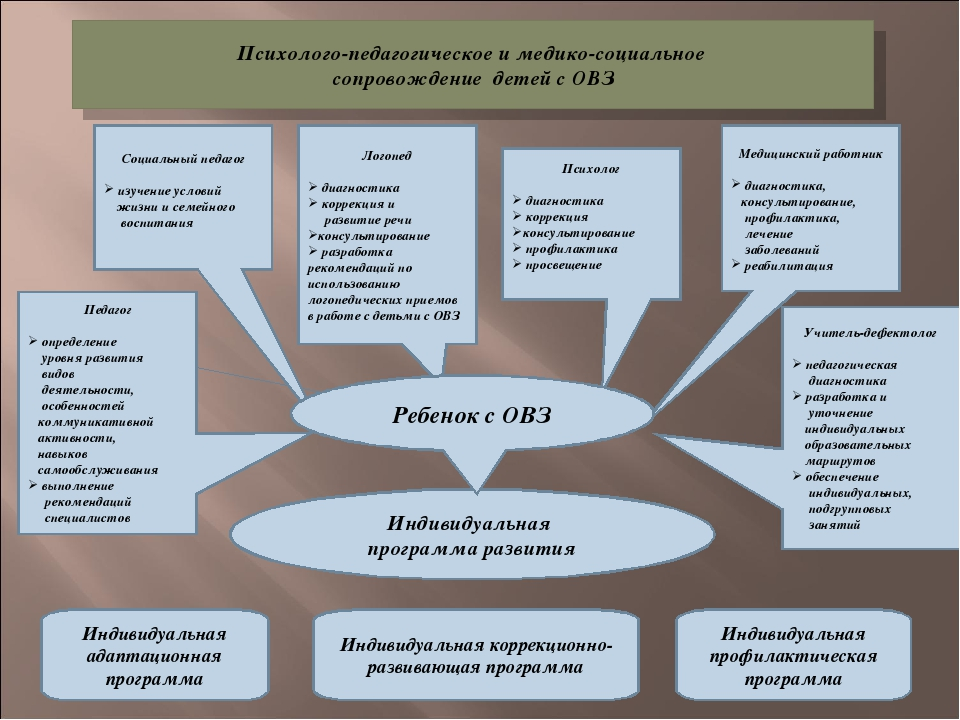 Психолого-педагогическое и медико-социальное
сопровождение детей с ОВЗ
Социальный педагог
➢ изучение условий
жизни и семейного
воспитания
Логопед
➢ диагностика
➢ коррекция и
развитие речи
➢консультирование
➢ разработка
рекомендаций по
использованию
логопедических приемов
в работе с детьми с ОВЗ
Психолог
➢ диагностика
➢ коррекция
➢консультирование
➢ профилактика
➢ просвещение
Медицинский работник
➢ диагностика,
консультирование,
профилактика,
лечение
заболеваний
➢ реабилитация
Педагог
➢ определение
уровня развития
видов
деятельности,
особенностей
коммуникативной
активности,
навыков
самообслуживания
➢ выполнение
рекомендаций
специалистов
Учитель-дефектолог
➢ педагогическая
диагностика
➢ разработка и
уточнение
индивидуальных
образовательных
маршрутов
➢ обеспечение
индивидуальных,
подгрупповых
занятий
Ребенок с ОВЗ
Индивидуальная
программа развития
Индивидуальная
адаптационная
программа
Индивидуальная коррекционно-
развивающая программа
Индивидуальная
профилактическая
программа